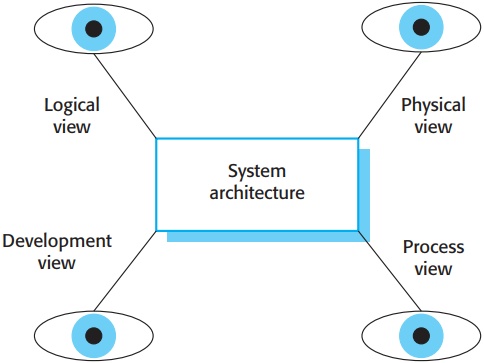 Logical
view
Physical
view
System
architecture
Development
view
Process
view